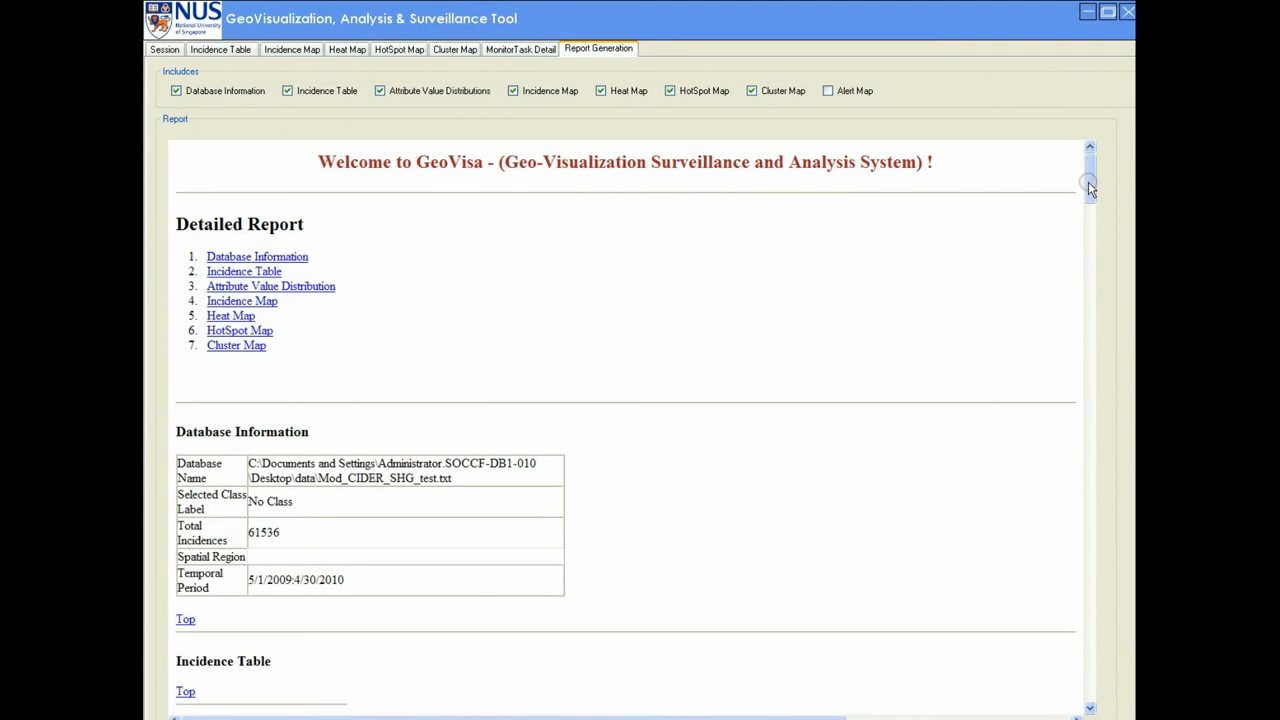 NUS
National University
of Singapore
GeoVisualization, Analysis & Surveillance Tool
Session Incidence Table Incidence Map Heat Map HotSpot Map Cluster Map MonitorTask Detail Report Generation
Includces
Database Information Incidence Table Attribute Value Distributions Incidence Map Heat Map HotSpot Map Cluster Map Alert Map
Report
Welcome to GeoVisa - (Geo-Visualization Surveillance and Analysis System) !
Detailed Report
1. Database Information
2. Incidence Table
3. Attribute Value Distribution
4. Incidence Map
5. Heat Map
6. HotSpot Map
7. Cluster Map
Database Information
Database Name C:\Documents and Settings\Administrator.SOCCF-DB1-010
\Desktop\data\Mod_CIDER_SHG_test.txt
Selected Class Label No Class
Total Incidences 61536
Spatial Region
Temporal Period 5/1/2009:4/30/2010
Top
Incidence Table
Top